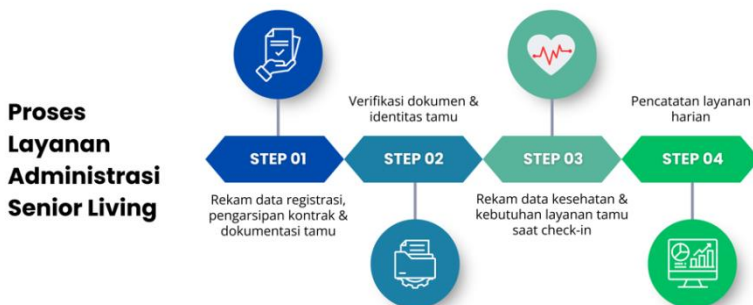 Proses
Layanan
Administrasi
Senior Living
STEP 01
Rekam data registrasi,
pengarsipan kontrak &
dokumentasi tamu
Verifikasi dokumen &
identitas tamu
STEP 02
STEP 03
Rekam data kesehatan &
kebutuhan layanan tamu
saat check-in
Pencatatan layanan
harian
STEP 04